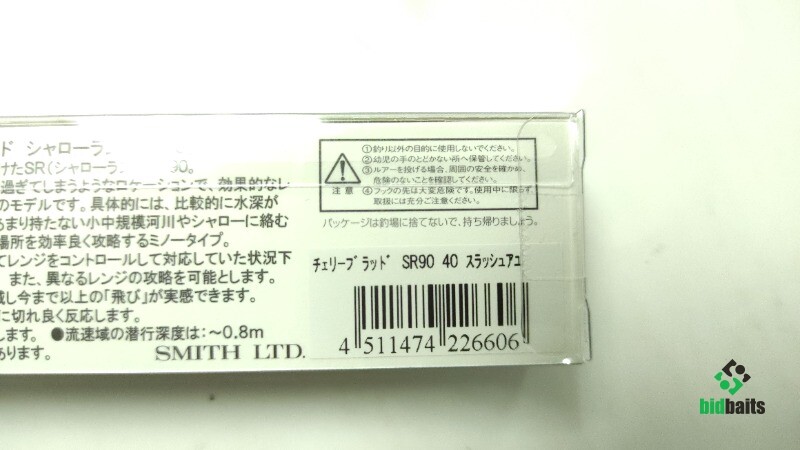 ド シャローラ
けたSR(シャローラ 90。
過ぎてしまうようなロケーションで、効果的なレ
のモデルです。具体的には、比較的に水深が
あまり持たない小中規模河川やシャローに絡む
場所を効率良く攻略するミノータイプ。
てレンジをコントロールして対応していた状況下
また、異なるレンジの攻略を可能とします。
減し今まで以上の「飛び」が実感できます。
に切れ良く反応します。
します。 ●流速域の潜行深度は:～0.8m
あります。
SMITH LTD.
注意
①釣り以外の目的に使用しないでください。
②幼児の手のとどかない所へ保管してください。
③ルアーを投げる場合、周囲の安全を確かめ、
危険のないことを確認してください。
④フックの先は大変危険です。使用中に限らず、
取扱には充分ご注意ください。
パッケージは釣場に捨てないで、持ち帰りましょう。
チェリーブラッド SR90 40 スラッシュアユ
4 511474 226606
bidbaits